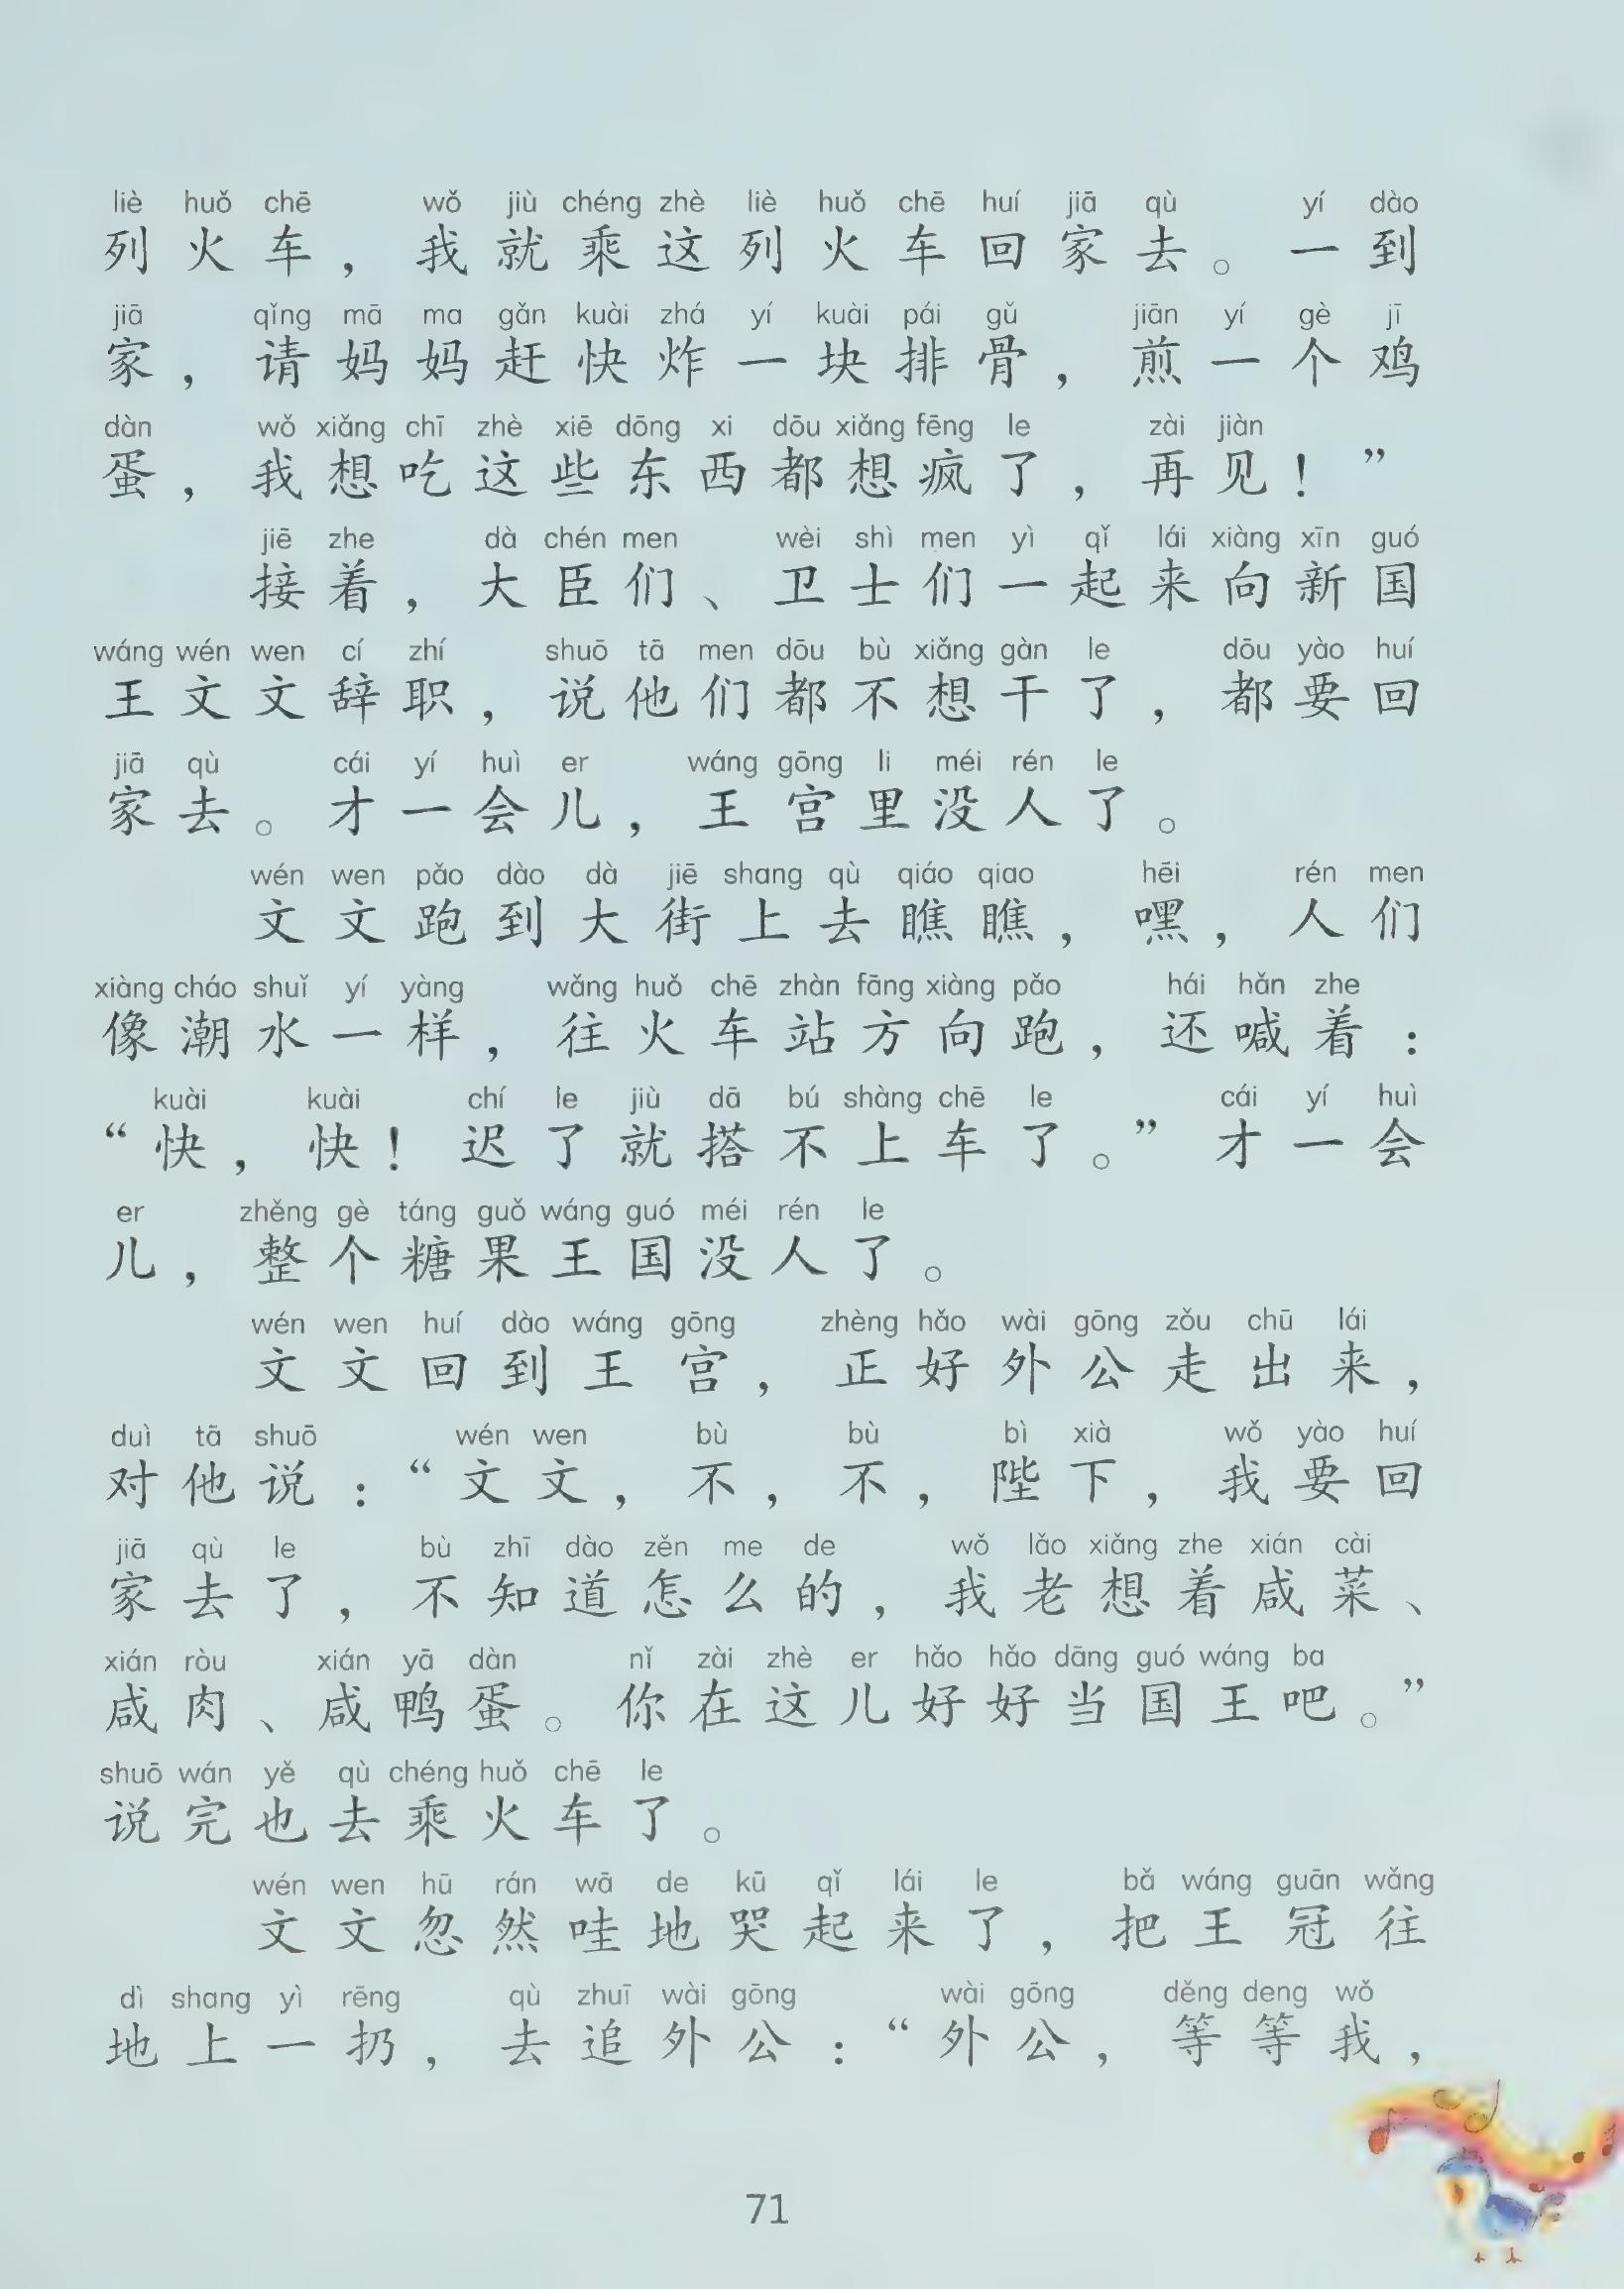 liè huǒ chē wǒ jiù chéng zhè liè huǒ chē huí jiā qù yí dào
列火车，我就乘这列火车回家去。一到
jiā qǐng mā ma gǎn kuài zhá yí kuài pái gǔ jiān yí gè jī
家，请妈妈赶快炸一块排骨，煎一个鸡
dàn wǒ xiǎng chī zhè xiē dōng xi dōu xiǎng fēng le zài jiàn
蛋，我想吃这些东西都想疯了，再见！”
jiē zhe dà chén men wèi shì men yì qǐ lái xiàng xīn guó
接着，大臣们、卫士们一起来向新国
wáng wén wen cí zhí shuō tā men dōu bù xiǎng gàn le dōu yào huí
王文文辞职，说他们都不想干了，都要回
jiā qù cái yí huì er wáng gōng li méi rén le
家去。才一会儿，王宫里没人了。
wén wen pǎo dào dà jiē shang qù qiáo qiao hēi rén men
文文跑到大街上去瞧瞧，嘿，人们
xiàng cháo shuǐ yí yàng wǎng huǒ chē zhàn fāng xiàng pǎo hái hǎn zhe
像潮水一样，往火车站方向跑，还喊着：
kuài kuài chí le jiù dā bú shàng chē le cái yí huì
“快，快！迟了就搭不上车了。”才一会
er zhěng gè táng guǒ wáng guó méi rén le
儿，整个糖果王国没人了。
wén wen huí dào wáng gōng zhèng hǎo wài gōng zǒu chū lái
文文回到王宫，正好外公走出来，
duì tā shuō wén wen bù bù bì xià wǒ yào huí
对他说：“文文，不，不，陛下，我要回
jiā qù le bù zhī dào zěn me de wǒ lǎo xiǎng zhe xián cài
家去了，不知道怎么的，我老想着咸菜、
xián ròu xián yā dàn nǐ zài zhè er hǎo hǎo dāng guó wáng ba
咸肉、咸鸭蛋。你在这儿好好当国王吧。”
shuō wán yě qù chéng huǒ chē le
说完也去乘火车了。
wén wen hū rán wā de kū qǐ lái le bǎ wáng guān wǎng
文文忽然哇地哭起来了，把王冠往
dì shang yì rēng qù zhuī wài gōng wài gōng děng deng wǒ
地上一扔，去追外公：“外公，等等我，
71